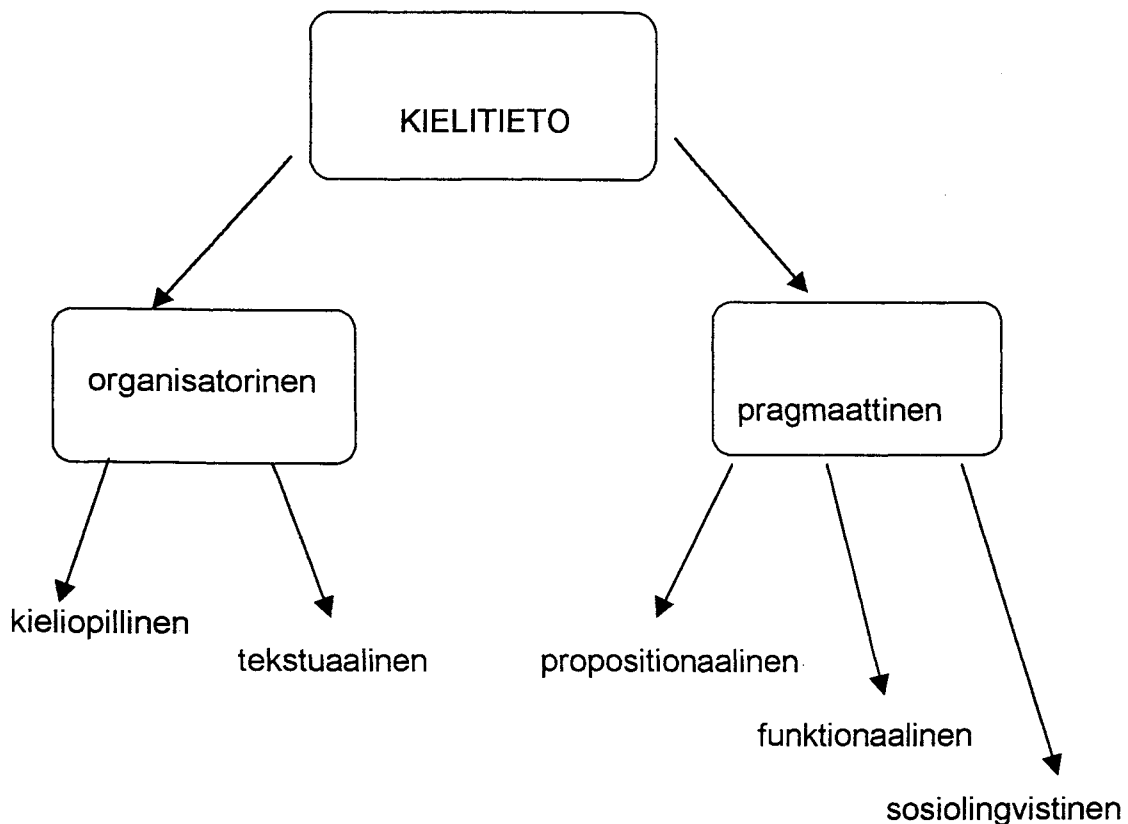 KIELITIETO
organisatorinen
pragmaattinen
kieliopillinen
tekstuaalinen
propositionaalinen
funktionaalinen
sosiolingvistinen